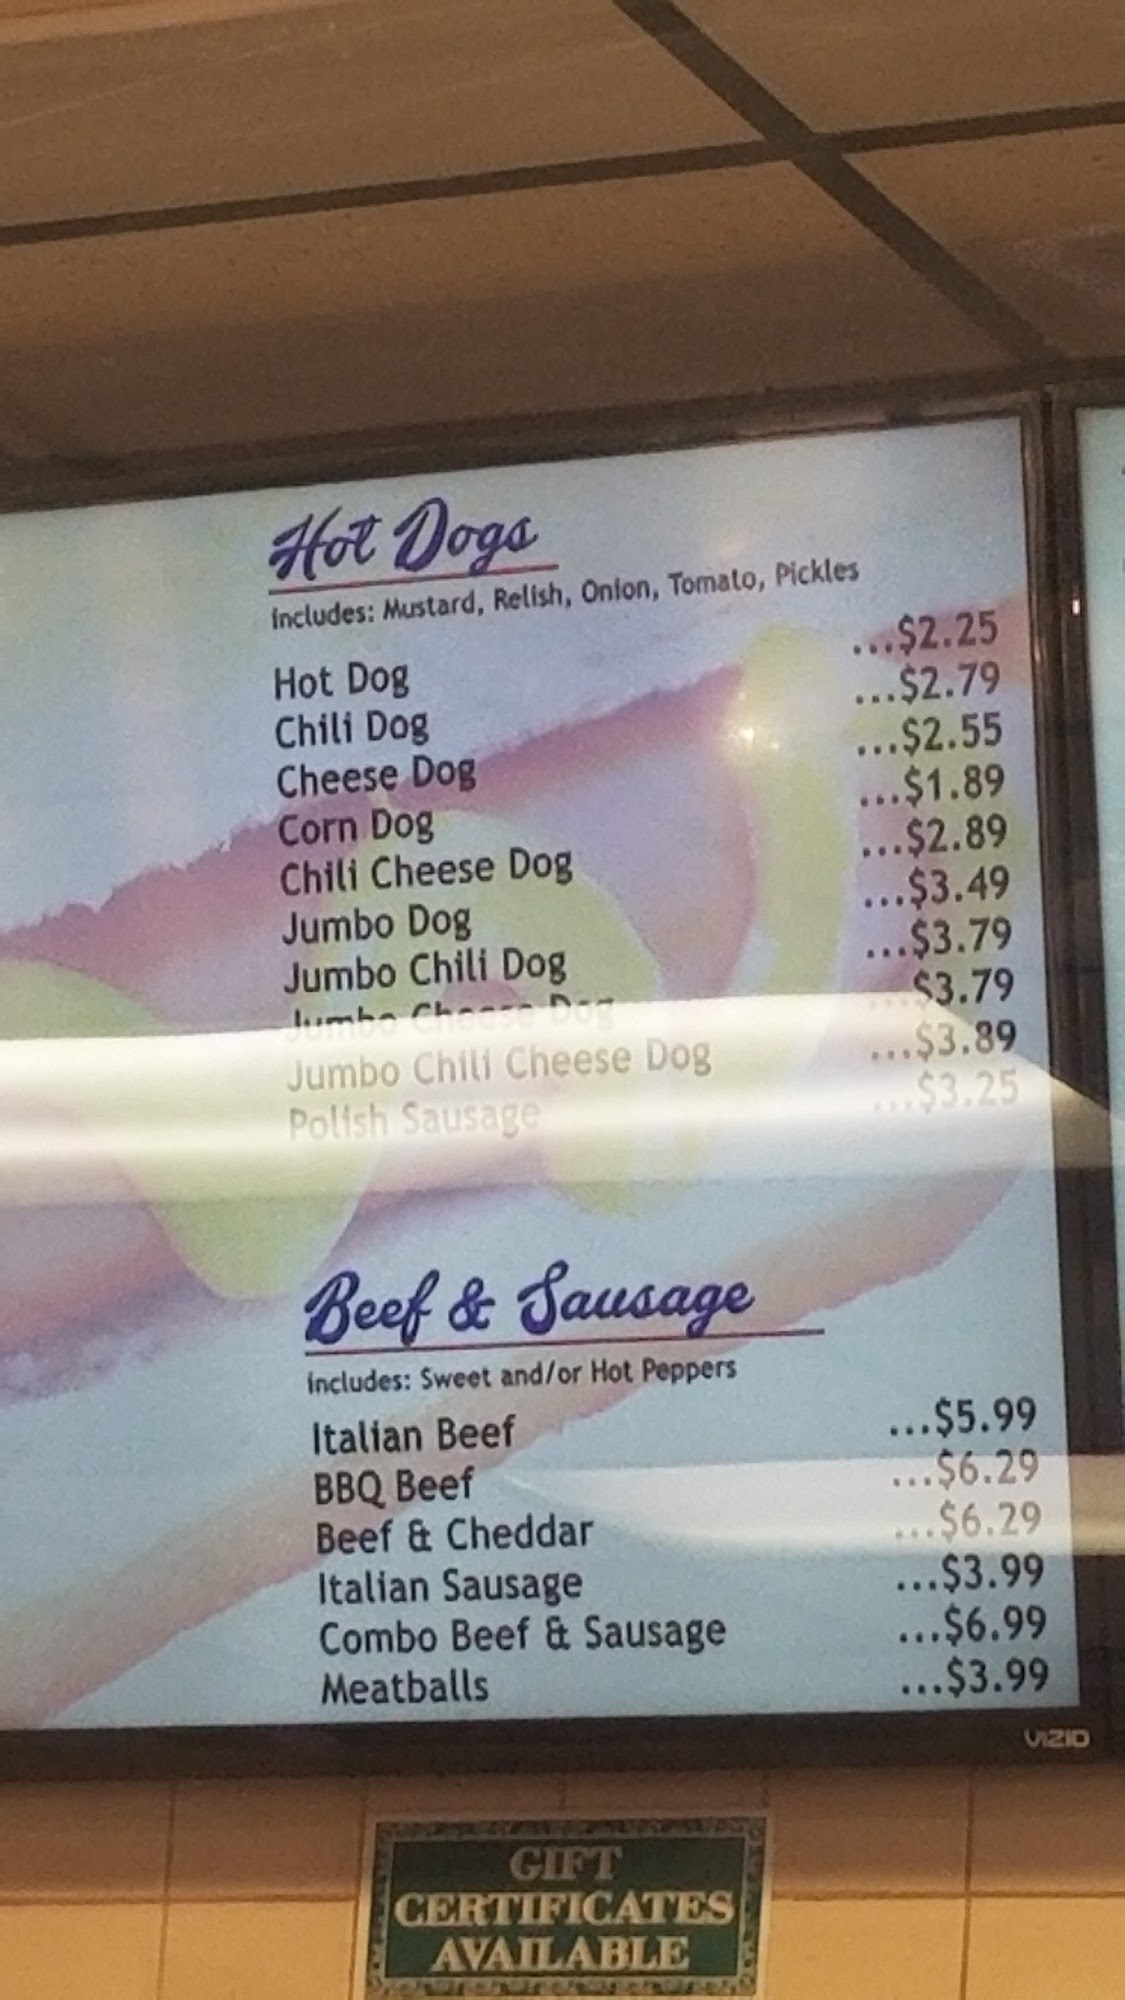 Hot Dogs
includes: Mustard, Relish, Onion, Tomato, Pickles
Hot Dog ...$2.25
Chili Dog ...$2.79
Cheese Dog ...$2.55
Corn Dog ...$1.89
Chili Cheese Dog ...$2.89
Jumbo Dog ...$3.49
Jumbo Chili Dog ...$3.79
Jumbo Cheese Dog ...$3.79
Jumbo Chili Cheese Dog ...$3.89
Polish Sausage ...$3.25
Beef & Sausage
includes: Sweet and/or Hot Peppers
Italian Beef ...$5.99
BBQ Beef ...$6.29
Beef & Cheddar ...$6.29
Italian Sausage ...$3.99
Combo Beef & Sausage ...$6.99
Meatballs ...$3.99
VIZIO
GIFT
CERTIFICATES
AVAILABLE